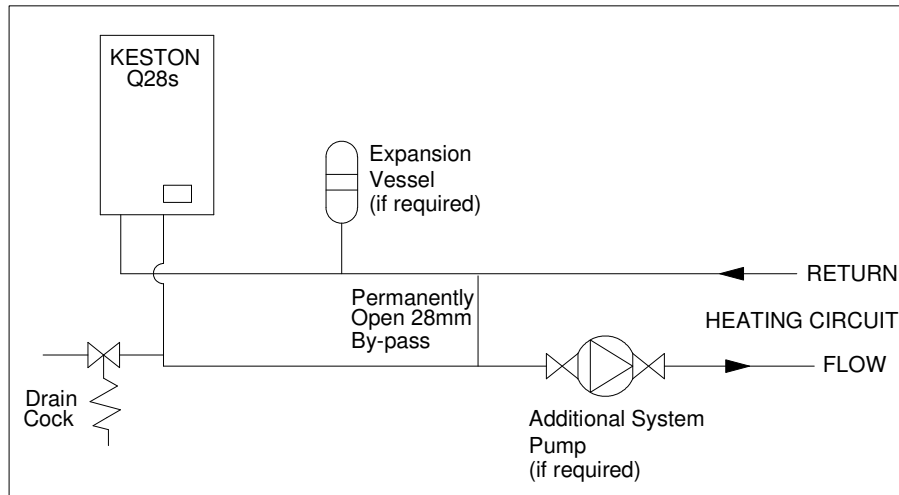 KESTON
Q28s
Expansion
Vessel
(if required)
RETURN
Permanently
Open 28mm
By-pass
HEATING CIRCUIT
FLOW
Drain
Cock
Additional System
Pump
(if required)